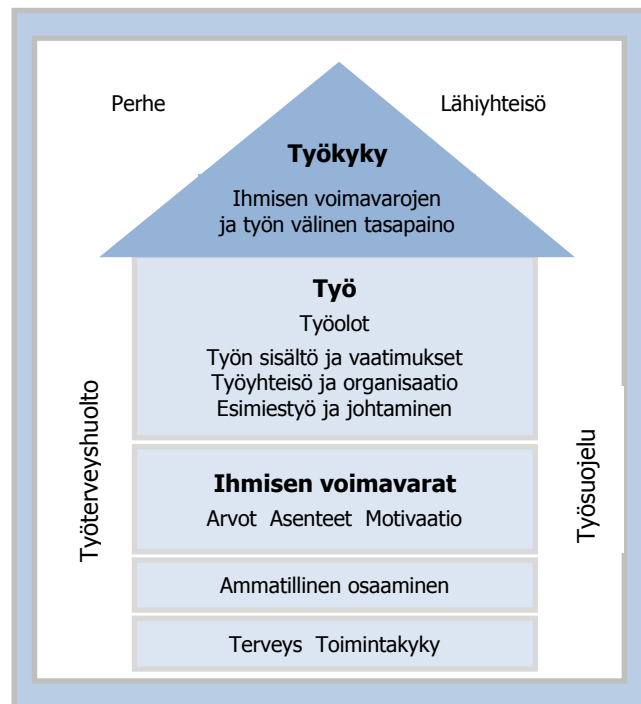 Perhe
Lähiyhteisö
Työkyky
Ihmisen voimavarojen
ja työn välinen tasapaino
Työ
Työolot
Työn sisältö ja vaatimukset
Työyhteisö ja organisaatio
Esimiestyö ja johtaminen
Työterveyshuolto
Työsuojelu
Ihmisen voimavarat
Arvot Asenteet Motivaatio
Ammatillinen osaaminen
Terveys Toimintakyky